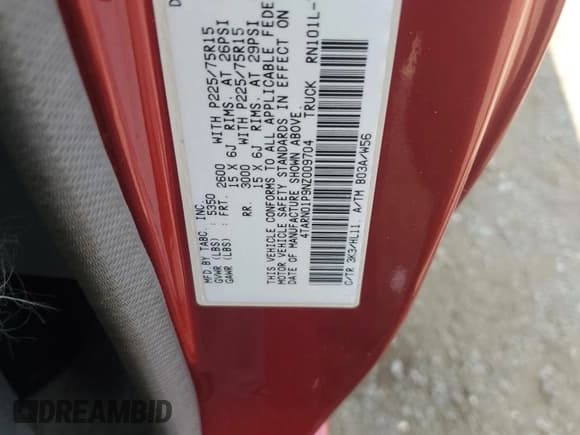 MFD.BY TABC, INC
GVWR (LBS) : 5350
GAWR (LBS) : FRT. 2600 WITH P225/75R15
15 X 6J RIMS. AT 26PSI
RR. 3000 WITH P225/75R15
15 X 6J RIMS. AT 29PSI
THIS VEHICLE CONFORMS TO ALL APPLICABLE FEDE
MOTOR VEHICLE SAFETY STANDARDS IN EFFECT ON
DATE OF MANUFACTURE SHOWN ABOVE.
4TARN01P9NZ009704 TRUCK RN101L-
C/TR 3K3/HL11. A/TM B03A/W56
DREAMBID